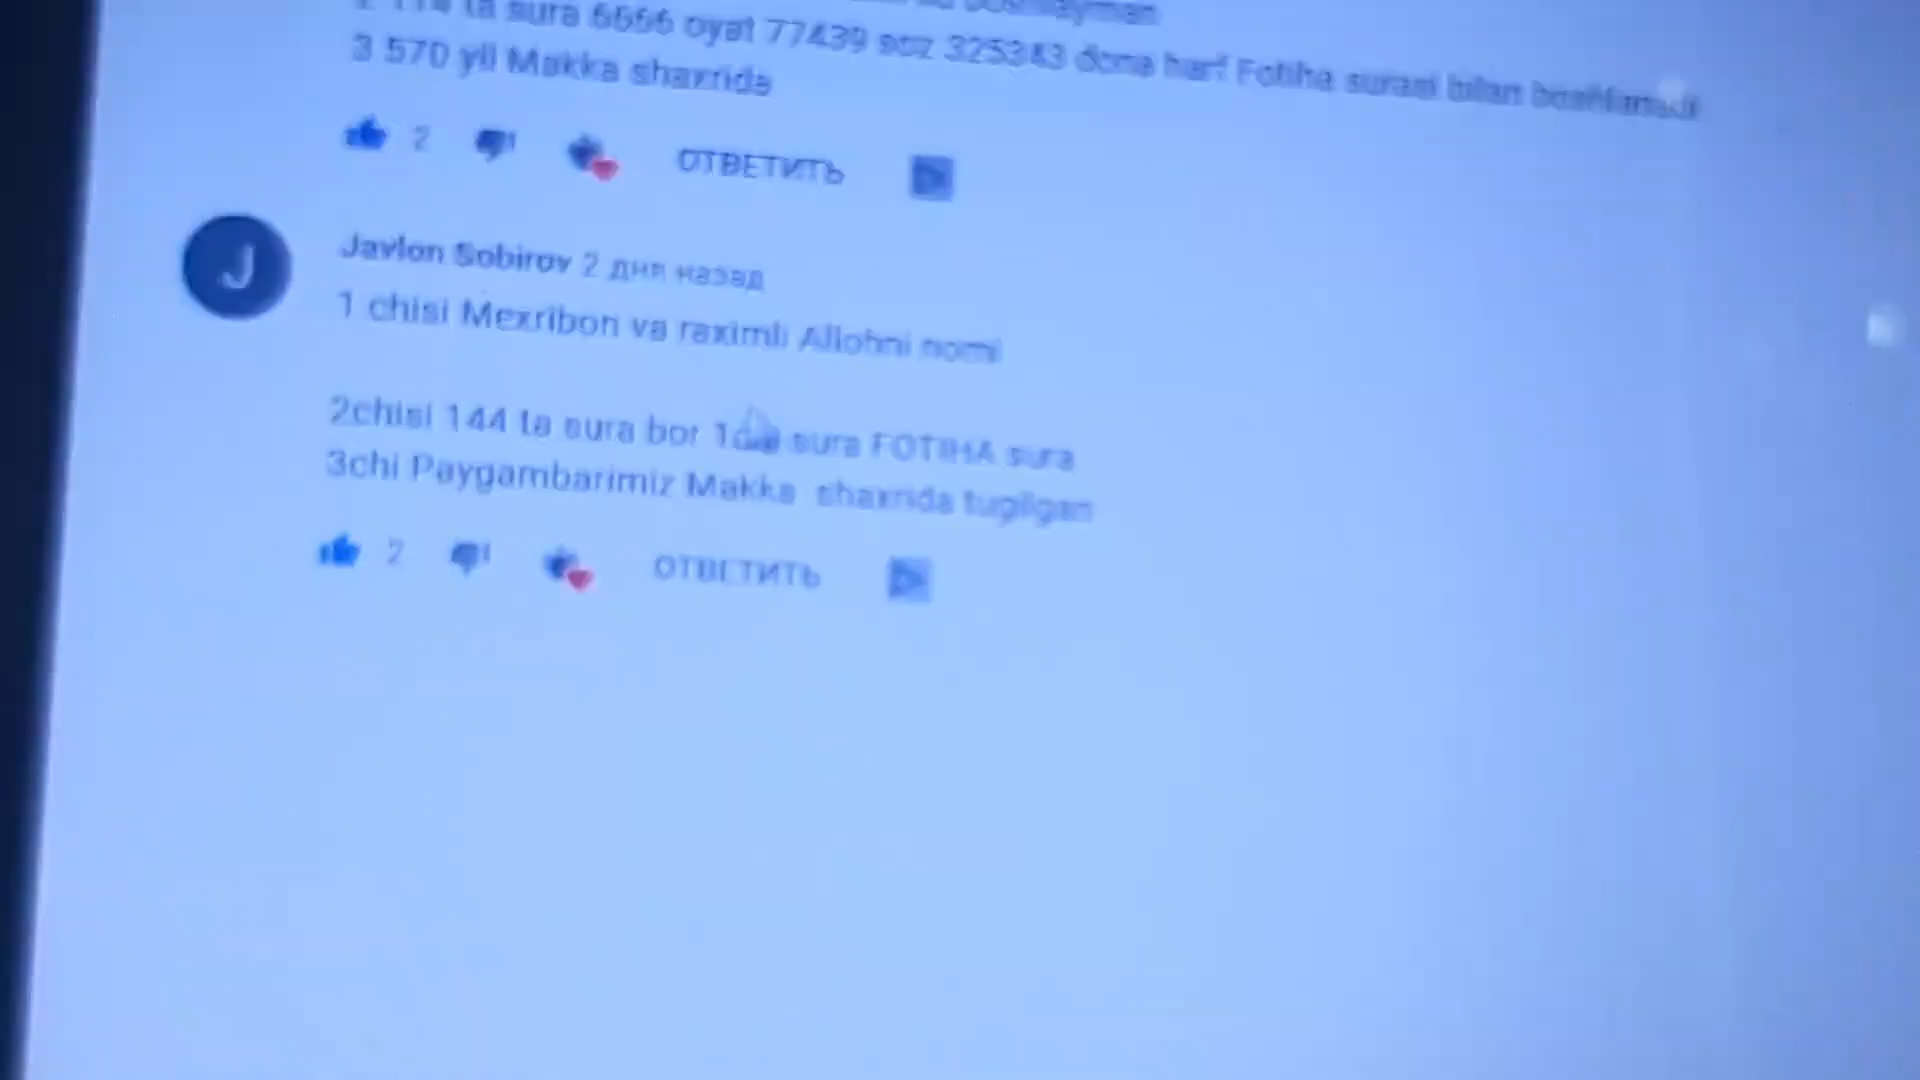 114 ta sura 6666 oyat 77439 soz 325343 dona harf Fotiha surasi bilan boshlanadi
3 570 yil Makka shaxrida
2 ОТВЕТИТЬ
J
Javlon Sobirov 2 дня назад
1 chisi Mexribon va raximli Allohni nomi
2chisi 144 ta sura bor 1 sura FOTIHA sura
3chi Paygambarimiz Makka shaxrida tugilgan
2 ОТВЕТИТЬ